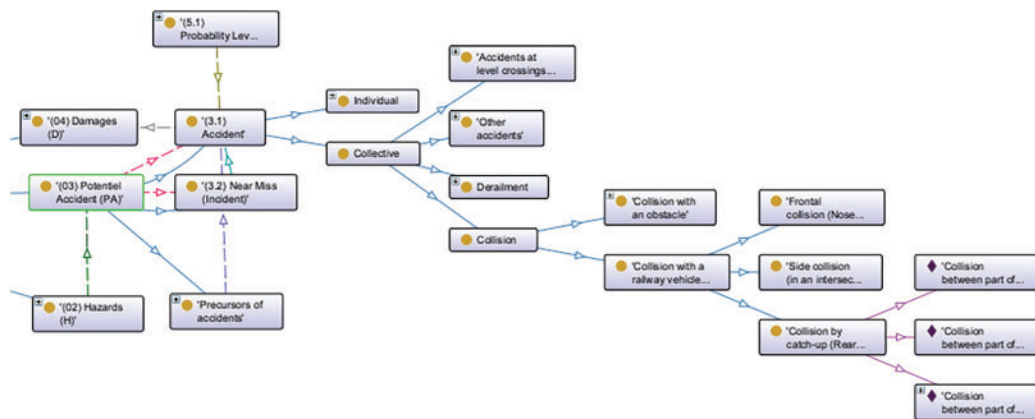 '(5.1)
Probability Lev...
'Accidents at
level crossings...
Individual
'(04) Damages
(D)'
'(3.1)
Accident'
'Other
accidents'
Collective
'(03) Potentiel
Accident (PA)'
'(3.2) Near Miss
(Incident)'
Derailment
'Collision with
an obstacle'
'Frontal
collision (Nose...
Collision
'Collision with a
railway vehicle...
'Side collision
(in an intersec...
'Collision
between part of...
'(02) Hazards
(H)'
'Precursors of
accidents'
'Collision by
catch-up (Rear...
'Collision
between part of...
'Collision
between part of...